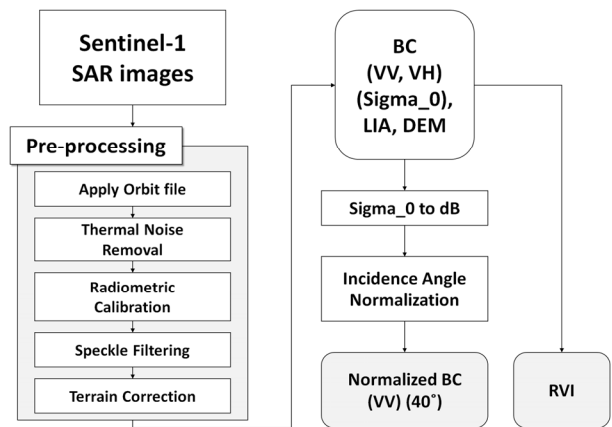 Sentinel-1
SAR images
Pre-processing
Apply Orbit file
Thermal Noise
Removal
Radiometric
Calibration
Speckle Filtering
Terrain Correction
BC
(VV, VH)
(Sigma_0),
LIA, DEM
Sigma_0 to dB
Incidence Angle
Normalization
Normalized BC
(VV) (40˚)
RVI